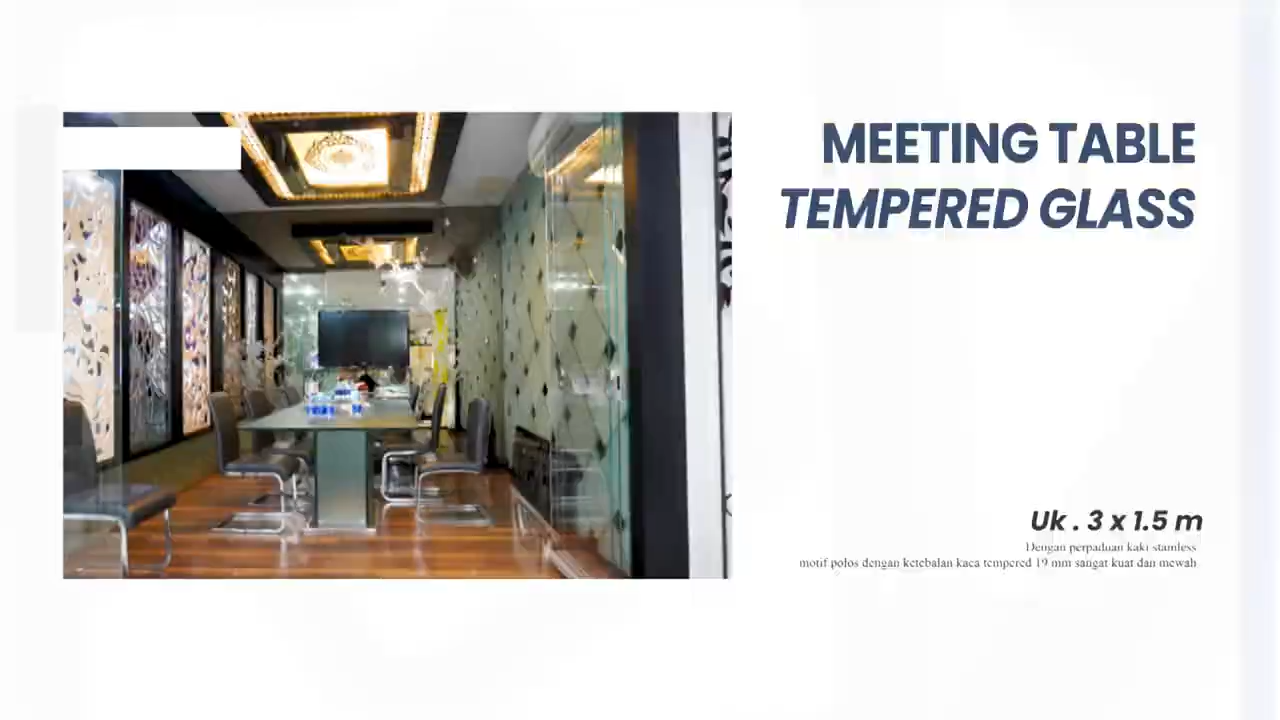 MEETING TABLE
TEMPERED GLASS
Uk . 3 x 1.5 m
Dengan perpaduan kaki stamless
motif polos dengan ketebalan kaca tempered 19 mm sangat kuat dan mewah